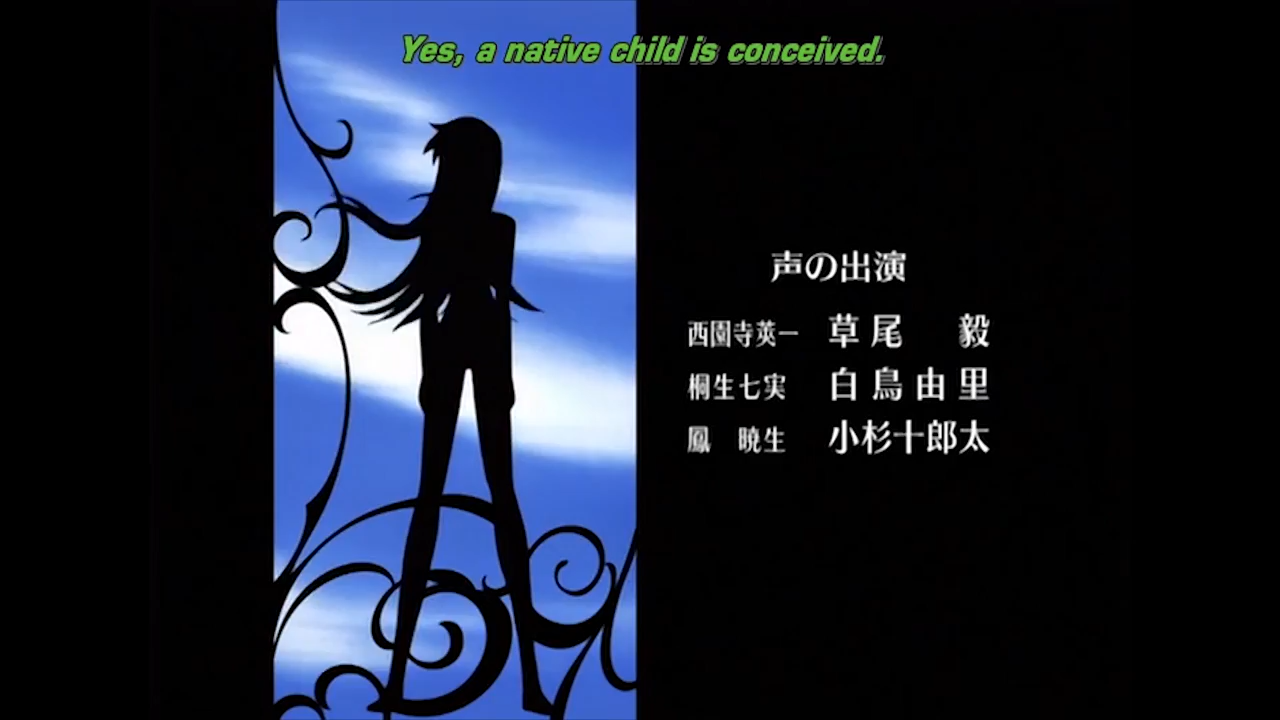 Yes, a native child is conceived.
声の出演
西園寺莢一 草尾 毅
桐生七実 白鳥由里
鳳 暁生 小杉十郎太